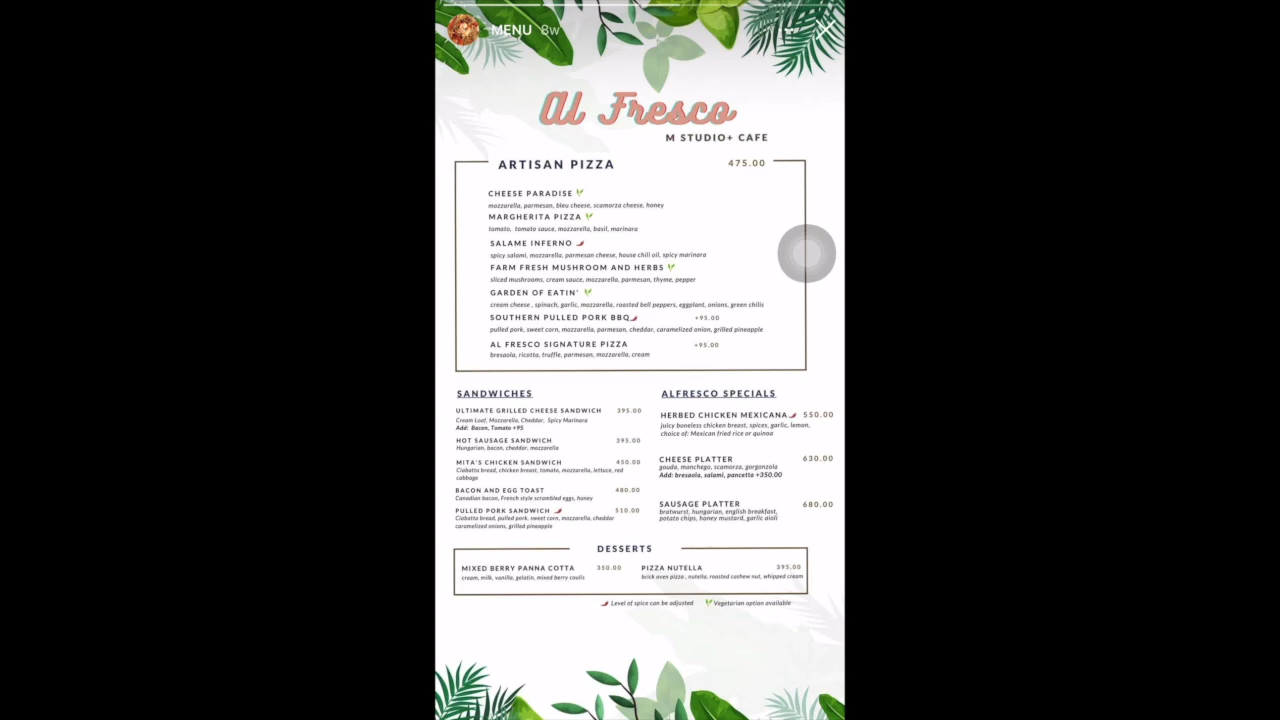 MENU 8w
Al Fresco
M STUDIO+ CAFE
ARTISAN PIZZA 475.00
CHEESE PARADISE
mozzarella, parmesan, bleu cheese, scamorza cheese, honey
MARGHERITA PIZZA
tomato, tomato sauce, mozzarella, basil, marinara
SALAME INFERNO
spicy salami, mozzarella, parmesan cheese, house chili oil, spicy marinara
FARM FRESH MUSHROOM AND HERBS
sliced mushrooms, cream sauce, mozzarella, parmesan, thyme, pepper
GARDEN OF EATIN'
cream cheese , spinach, garlic, mozzarella, roasted bell peppers, eggplant, onions, green chilis
SOUTHERN PULLED PORK BBQ +95.00
pulled pork, sweet corn, mozzarella, parmesan, cheddar, caramelized onion, grilled pineapple
AL FRESCO SIGNATURE PIZZA +95.00
bresaola, ricotta, truffle, parmesan, mozzarella, cream
SANDWICHES
ULTIMATE GRILLED CHEESE SANDWICH 395.00
Cream Loaf, Mozzarella, Cheddar, Spicy Marinara
Add: Bacon, Tomato +95
HOT SAUSAGE SANDWICH 395.00
Hungarian, bacon, cheddar, mozzarella
MITA'S CHICKEN SANDWICH 450.00
Ciabatta bread, chicken breast, tomato, mozzarella, lettuce, red
cabbage
BACON AND EGG TOAST 480.00
Canadian bacon, French style scrambled eggs, honey
PULLED PORK SANDWICH 510.00
Ciabatta bread, pulled pork, sweet corn, mozzarella, cheddar
caramelized onions, grilled pineapple
ALFRESCO SPECIALS
HERBED CHICKEN MEXICANA 550.00
juicy boneless chicken breast, spices, garlic, lemon,
choice of: Mexican fried rice or quinoa
CHEESE PLATTER 630.00
gouda, manchego, scamorza, gorgonzola
Add: bresaola, salami, pancetta +350.00
SAUSAGE PLATTER 680.00
bratwurst, hungarian, english breakfast,
potato chips, honey mustard, garlic aioli
DESSERTS
MIXED BERRY PANNA COTTA 350.00
cream, milk, vanilla, gelatin, mixed berry coulis
PIZZA NUTELLA 395.00
brick oven pizza , nutella, roasted cashew nut, whipped cream
Level of spice can be adjusted Vegetarian option available